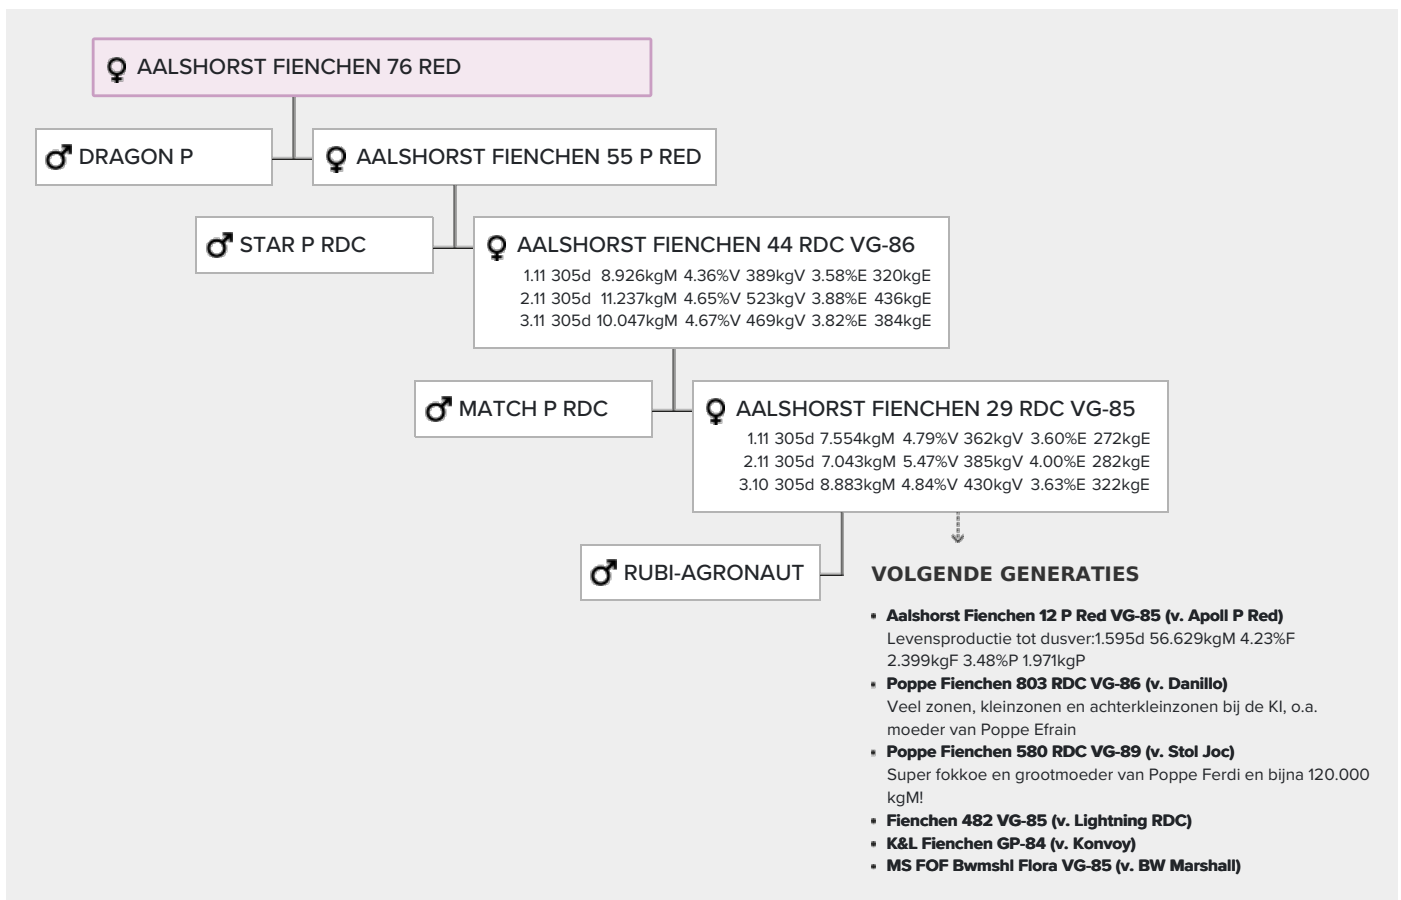 AALSHORST FIENCHEN 76 RED
DRAGON P
AALSHORST FIENCHEN 55 P RED
STAR P RDC
AALSHORST FIENCHEN 44 RDC VG-86
1.11 305d 8.926kgM 4.36%V 389kgV 3.58%E 320kgE
2.11 305d 11.237kgM 4.65%V 523kgV 3.88%E 436kgE
3.11 305d 10.047kgM 4.67%V 469kgV 3.82%E 384kgE
MATCH P RDC
AALSHORST FIENCHEN 29 RDC VG-85
1.11 305d 7.554kgM 4.79%V 362kgV 3.60%E 272kgE
2.11 305d 7.043kgM 5.47%V 385kgV 4.00%E 282kgE
3.10 305d 8.883kgM 4.84%V 430kgV 3.63%E 322kgE
RUBI-AGRONAUT
VOLGENDE GENERATIES
Aalshorst Fienchen 12 P Red VG-85 (v. Apoll P Red)
Levensproductie tot dusver:1.595d 56.629kgM 4.23%F
2.399kgF 3.48%P 1.971kgP
Poppe Fienchen 803 RDC VG-86 (v. Danillo)
Veel zonen, kleinzonen en achterkleinzonen bij de KI, o.a.
moeder van Poppe Efrain
Poppe Fienchen 580 RDC VG-89 (v. Stol Joc)
Super fokkoe en grootmoeder van Poppe Ferdi en bijna 120.000
kgM!
Fienchen 482 VG-85 (v. Lightning RDC)
K&L Fienchen GP-84 (v. Konvoy)
MS FOF Bwmshl Flora VG-85 (v. BW Marshall)